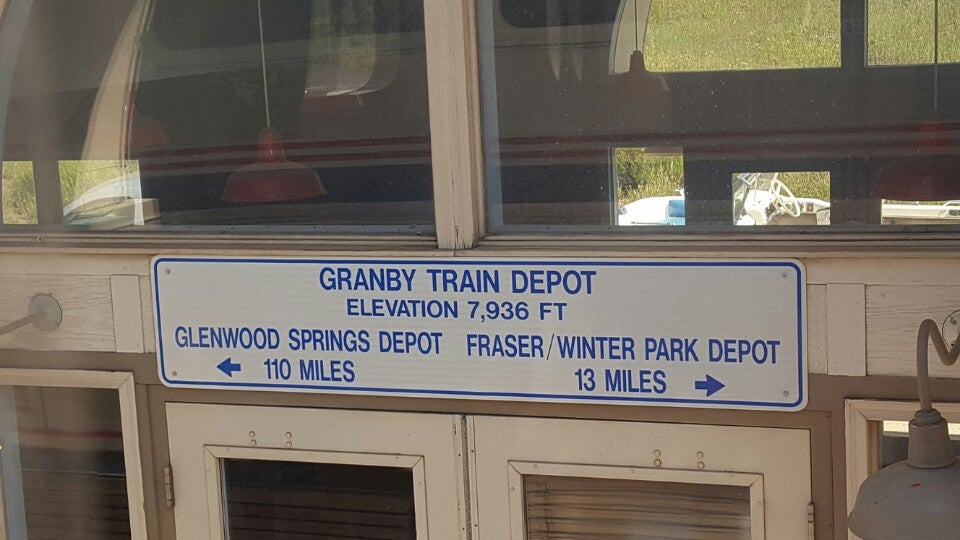 GRANBY TRAIN DEPOT
ELEVATION 7,936 FT
GLENWOOD SPRINGS DEPOT FRASER/WINTER PARK DEPOT
← 110 MILES 13 MILES →